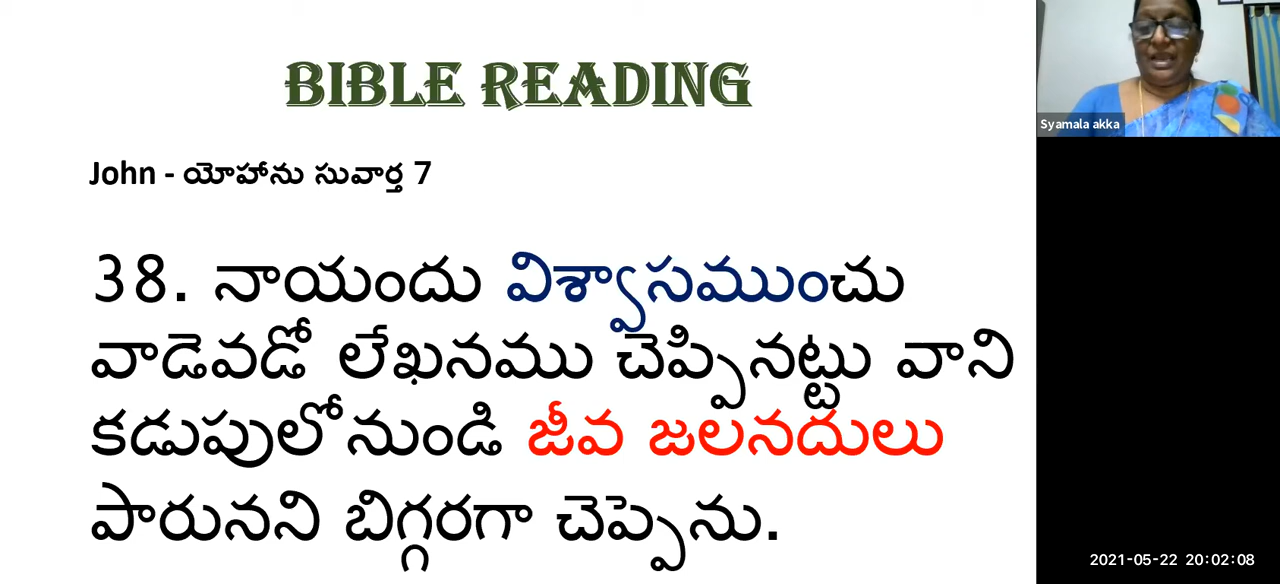 BIBLE READING
John - యోహాను సువార్త 7
38. నాయందు విశ్వాసముంచు
వాడెవడో లేఖనము చెప్పినట్టు వాని
కడుపులోనుండి జీవ జలనదులు
పారునని బిగ్గరగా చెప్పెను.
Syamala akka
2021-05-22 20:02:08